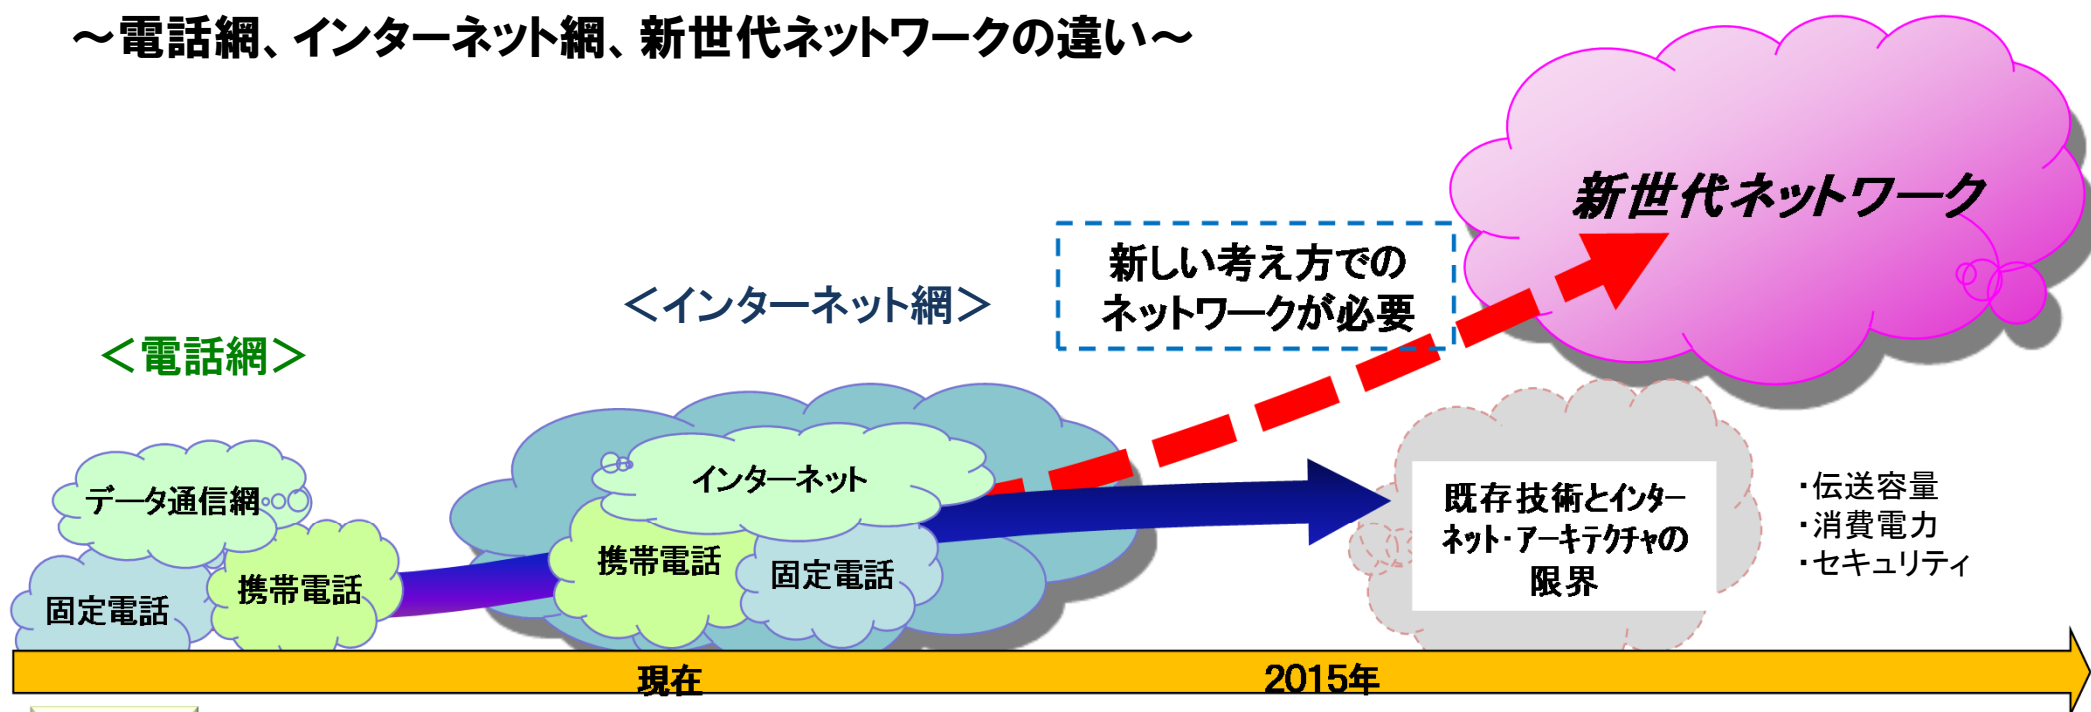 ～電話網、インターネット網、新世代ネットワークの違い～
新世代ネットワーク
新しい考え方での
ネットワークが必要
＜インターネット網＞
＜電話網＞
データ通信網
携帯電話
固定電話
インターネット
携帯電話
固定電話
既存技術とインター
ネット・アーキテクチャの
限界
・伝送容量
・消費電力
・セキュリティ
現在
2015年